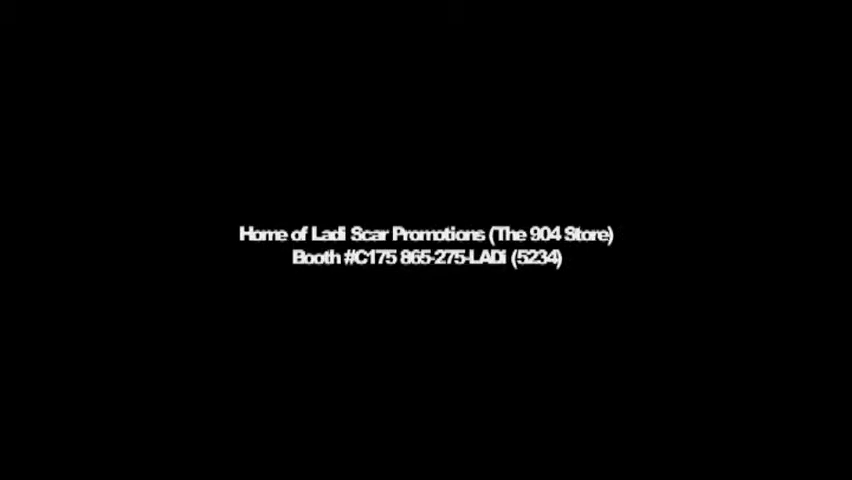 Home of Ladi Scar Promotions (The 904 Store)
Booth #C175 865-275-LADi (5234)